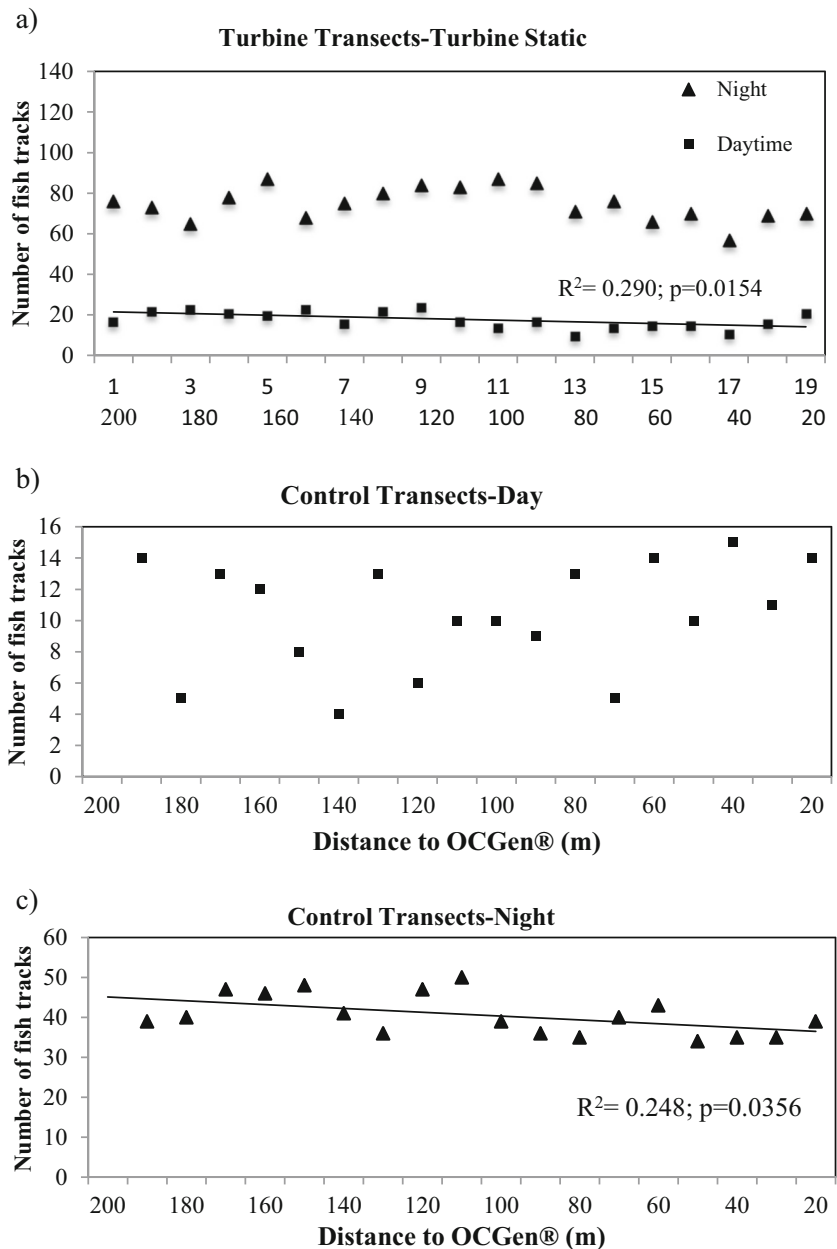 a)
Turbine Transects-Turbine Static
Number of fish tracks
140
120
100
80
60
40
20
0
Night
Daytime
R²= 0.290; p=0.0154
1 3 5 7 9 11 13 15 17 19
200 180 160 140 120 100 80 60 40 20
b)
Control Transects-Day
Number of fish tracks
16
14
12
10
8
6
4
2
0
200 180 160 140 120 100 80 60 40 20
Distance to OCGen® (m)
c)
Control Transects-Night
Number of fish tracks
60
50
40
30
20
10
0
R²= 0.248; p=0.0356
200 180 160 140 120 100 80 60 40 20
Distance to OCGen® (m)